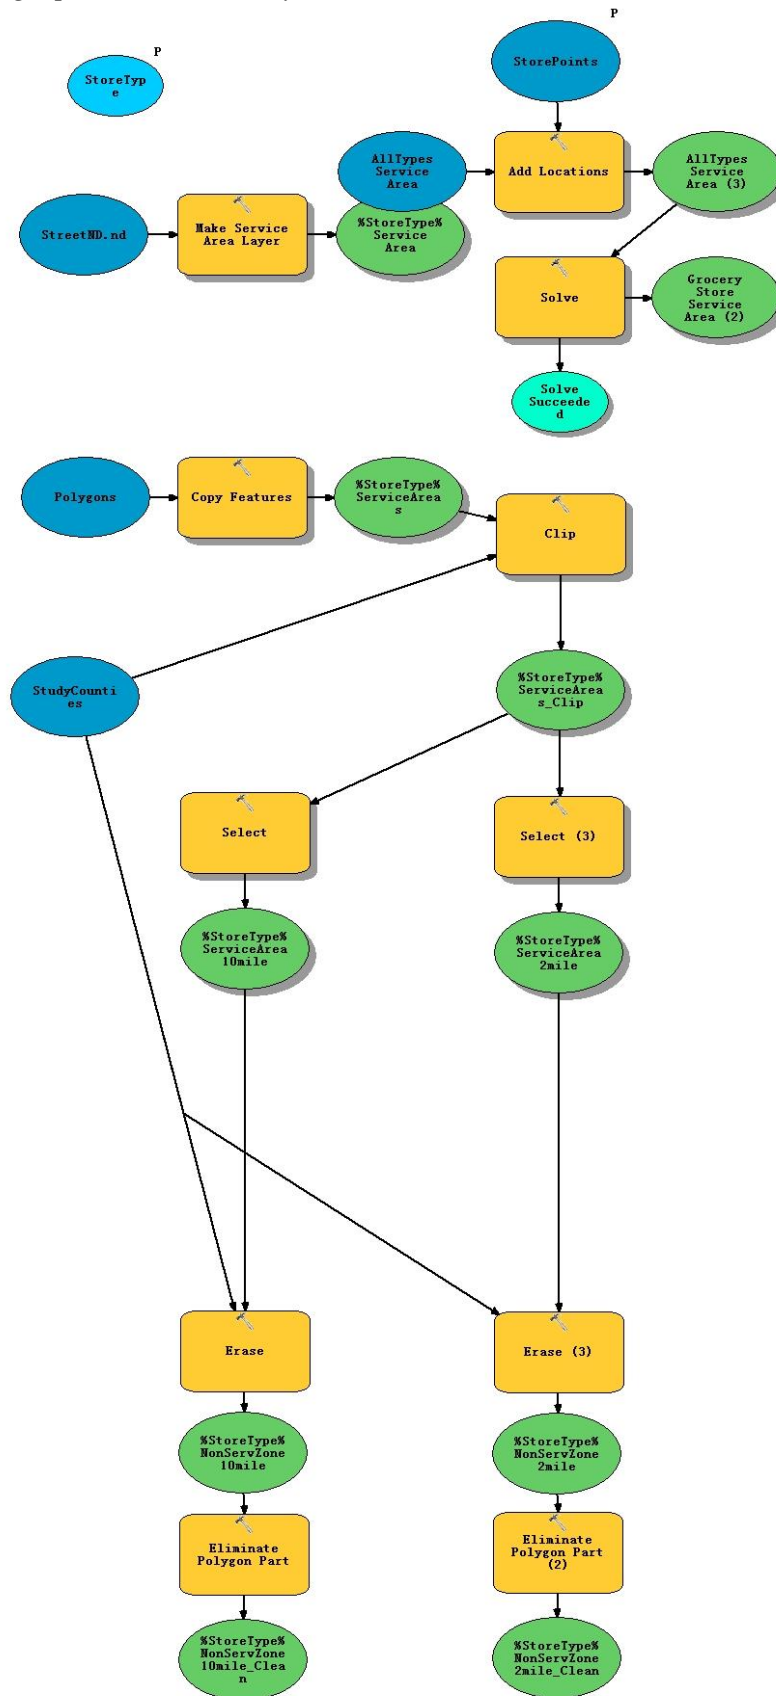 P
StoreTyp
e
P
StorePoints
AllTypes
Service
Area
Add Locations
AllTypes
Service
Area (3)
StreetND.nd
Make Service
Area Layer
%StoreType%
Service
Area
Solve
Grocery
Store
Service
Area (2)
Solve
Succeede
d
Polygons
Copy Features
%StoreType%
ServiceArea
s
Clip
StudyCounti
es
%StoreType%
ServiceArea
s_Clip
Select
Select (3)
%StoreType%
ServiceArea
10mile
%StoreType%
ServiceArea
2mile
Erase
Erase (3)
%StoreType%
NonServZone
10mile
%StoreType%
NonServZone
2mile
Eliminate
Polygon Part
Eliminate
Polygon Part
(2)
%StoreType%
NonServZone
10mile_Clea
n
%StoreType%
NonServZone
2mile_Clean